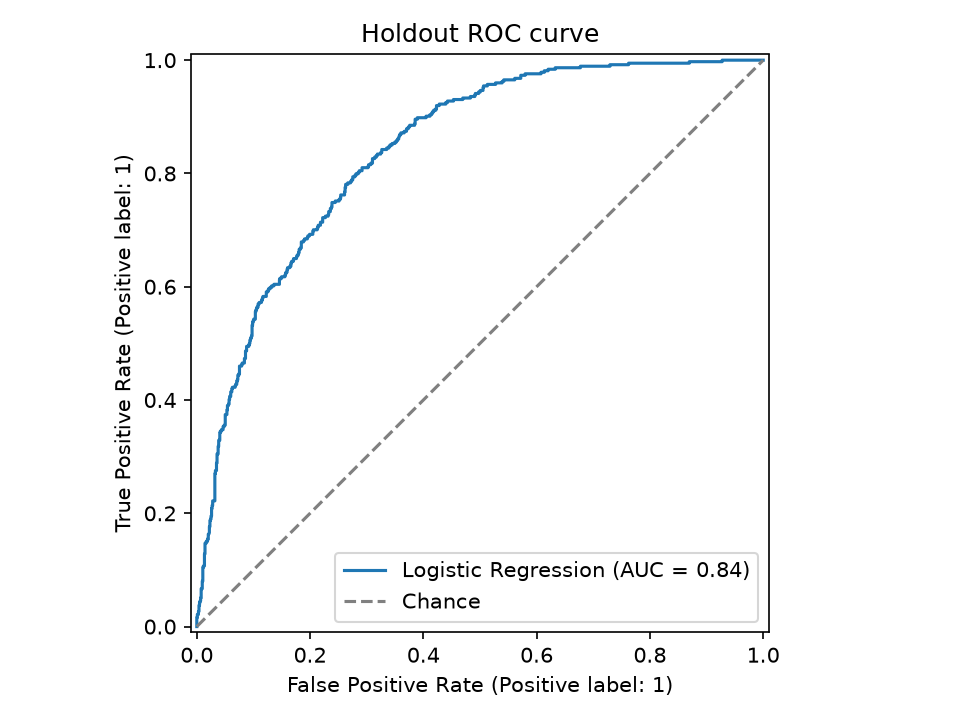 Holdout ROC curve
True Positive Rate (Positive label: 1)
1.0
0.8
0.6
0.4
0.2
0.0
Logistic Regression (AUC = 0.84)
Chance
0.0 0.2 0.4 0.6 0.8 1.0
False Positive Rate (Positive label: 1)